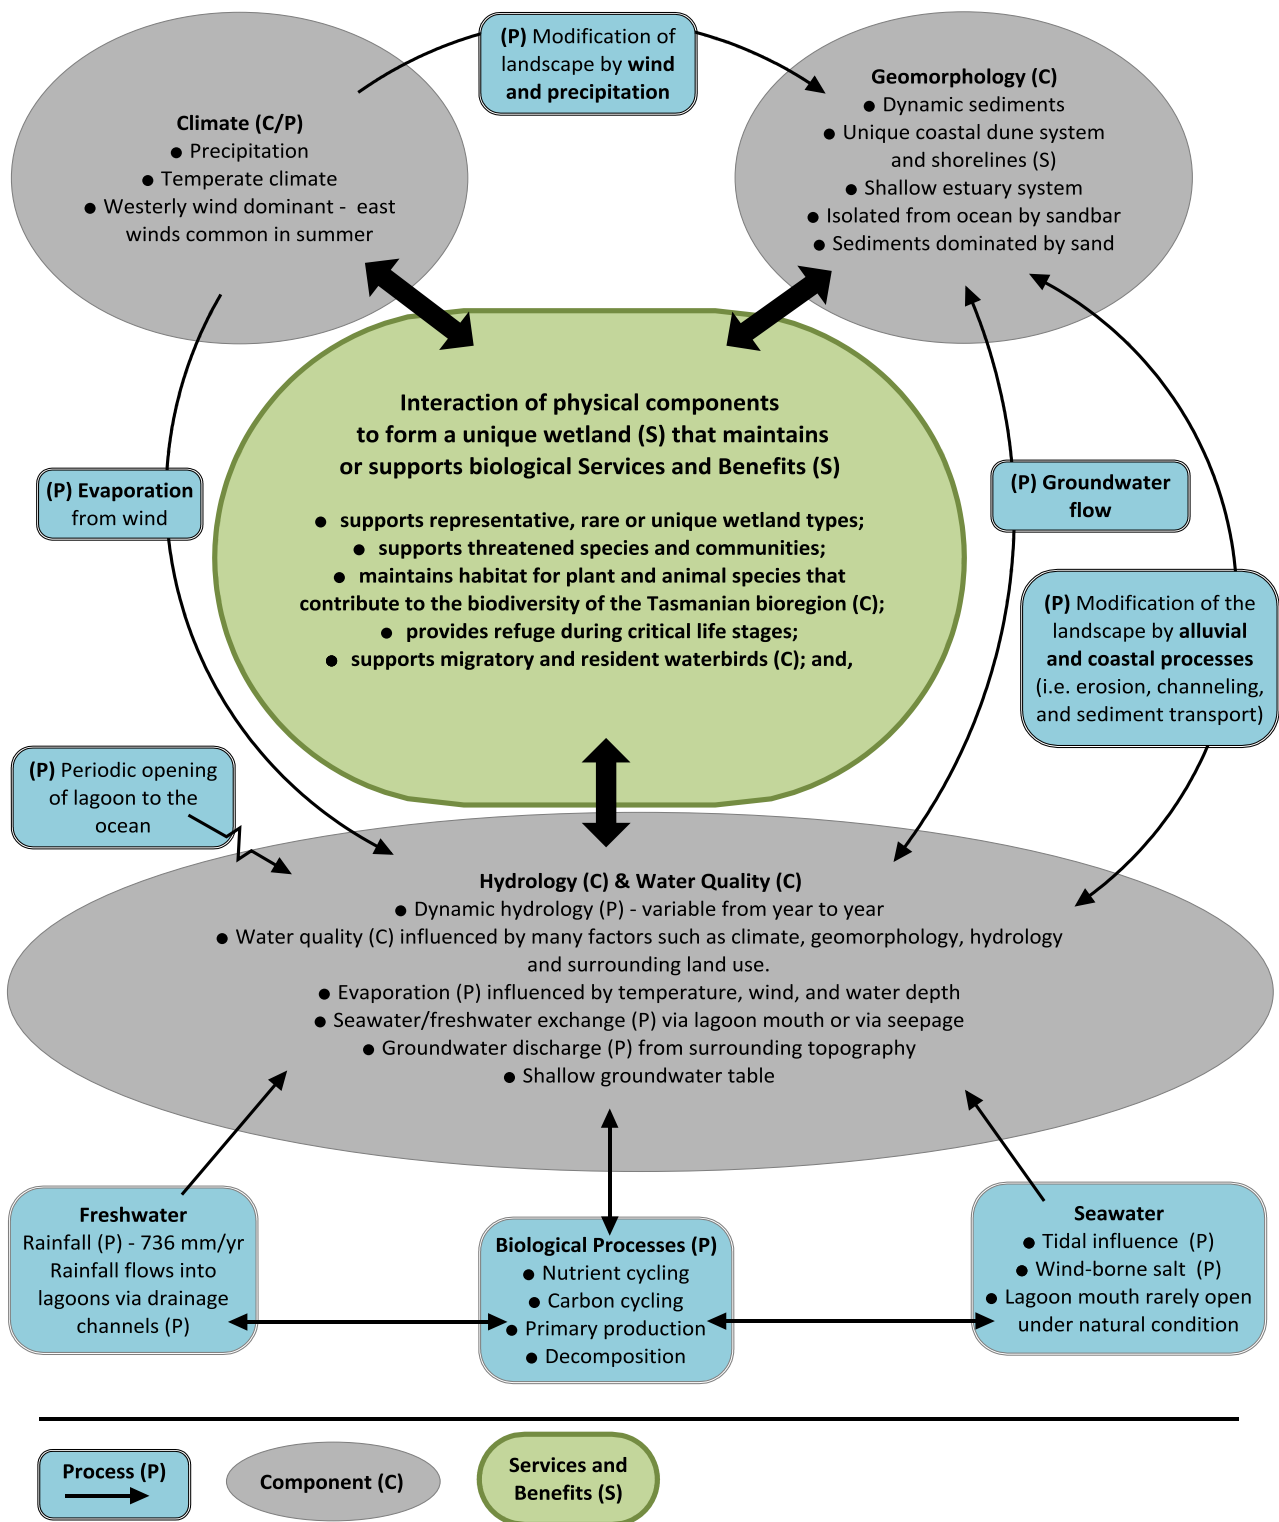 (P) Modification of
landscape by wind
and precipitation
Climate (C/P)
● Precipitation
● Temperate climate
● Westerly wind dominant - east
winds common in summer
Geomorphology (C)
● Dynamic sediments
● Unique coastal dune system
and shorelines (S)
● Shallow estuary system
● Isolated from ocean by sandbar
● Sediments dominated by sand
Interaction of physical components
to form a unique wetland (S) that maintains
or supports biological Services and Benefits (S)
● supports representative, rare or unique wetland types;
● supports threatened species and communities;
● maintains habitat for plant and animal species that
contribute to the biodiversity of the Tasmanian bioregion (C);
● provides refuge during critical life stages;
● supports migratory and resident waterbirds (C); and,
(P) Evaporation
from wind
(P) Groundwater
flow
(P) Modification of the
landscape by alluvial
and coastal processes
(i.e. erosion, channeling,
and sediment transport)
(P) Periodic opening
of lagoon to the
ocean
Hydrology (C) & Water Quality (C)
● Dynamic hydrology (P) - variable from year to year
● Water quality (C) influenced by many factors such as climate, geomorphology, hydrology
and surrounding land use.
● Evaporation (P) influenced by temperature, wind, and water depth
● Seawater/freshwater exchange (P) via lagoon mouth or via seepage
● Groundwater discharge (P) from surrounding topography
● Shallow groundwater table
Freshwater
Rainfall (P) - 736 mm/yr
Rainfall flows into
lagoons via drainage
channels (P)
Biological Processes (P)
● Nutrient cycling
● Carbon cycling
● Primary production
● Decomposition
Seawater
● Tidal influence (P)
● Wind-borne salt (P)
● Lagoon mouth rarely open
under natural condition
Process (P)
Component (C)
Services and
Benefits (S)